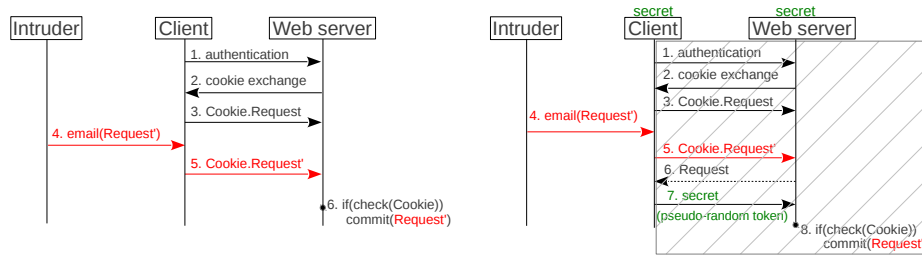 Intruder
Client
Web server
1. authentication
2. cookie exchange
3. Cookie.Request
4. email(Request')
5. Cookie.Request'
6. if(check(Cookie))
commit(Request')
secret
secret
Intruder
Client
Web server
1. authentication
2. cookie exchange
3. Cookie.Request
4. email(Request')
5. Cookie.Request'
6. Request
7. secret
(pseudo-random token)
8. if(check(Cookie))
commit(Request'